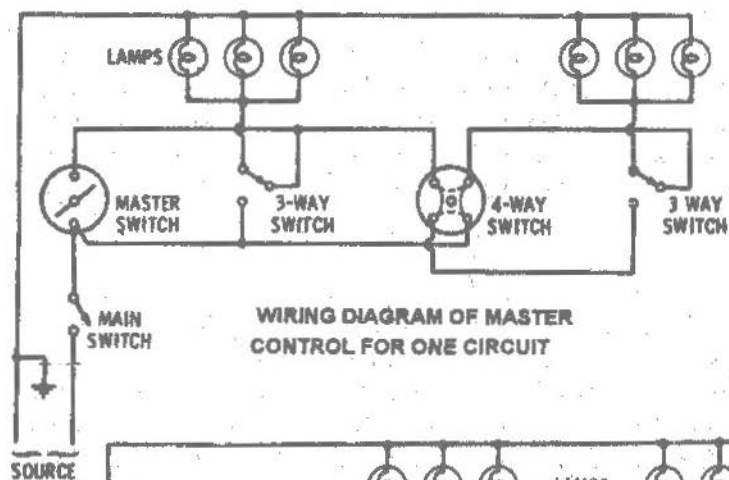 LAMPS
MASTER
SWITCH
3-WAY
SWITCH
4-WAY
SWITCH
3 WAY
SWITCH
MAIN
SWITCH
WIRING DIAGRAM OF MASTER
CONTROL FOR ONE CIRCUIT
SOURCE
LAMPS